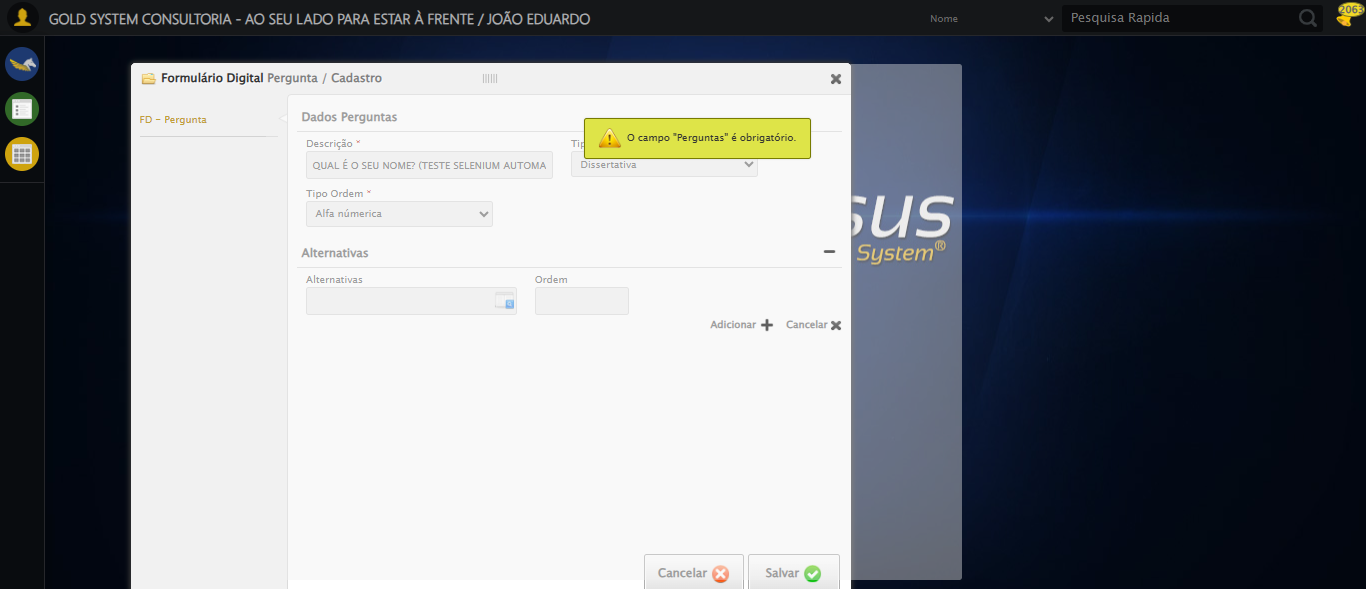 GOLD SYSTEM CONSULTORIA - AO SEU LADO PARA ESTAR À FRENTE / JOÃO EDUARDO
Nome
Pesquisa Rapida
2063
Formulário Digital Pergunta / Cadastro
FD - Pergunta
Dados Perguntas
O campo "Perguntas" é obrigatório.
Descrição *
Tip
QUAL É O SEU NOME? (TESTE SELENIUM AUTOMA
Dissertativa
Tipo Ordem *
Alfa númerica
sus
System®
Alternativas
Alternativas
Ordem
Adicionar
Cancelar
Cancelar
Salvar